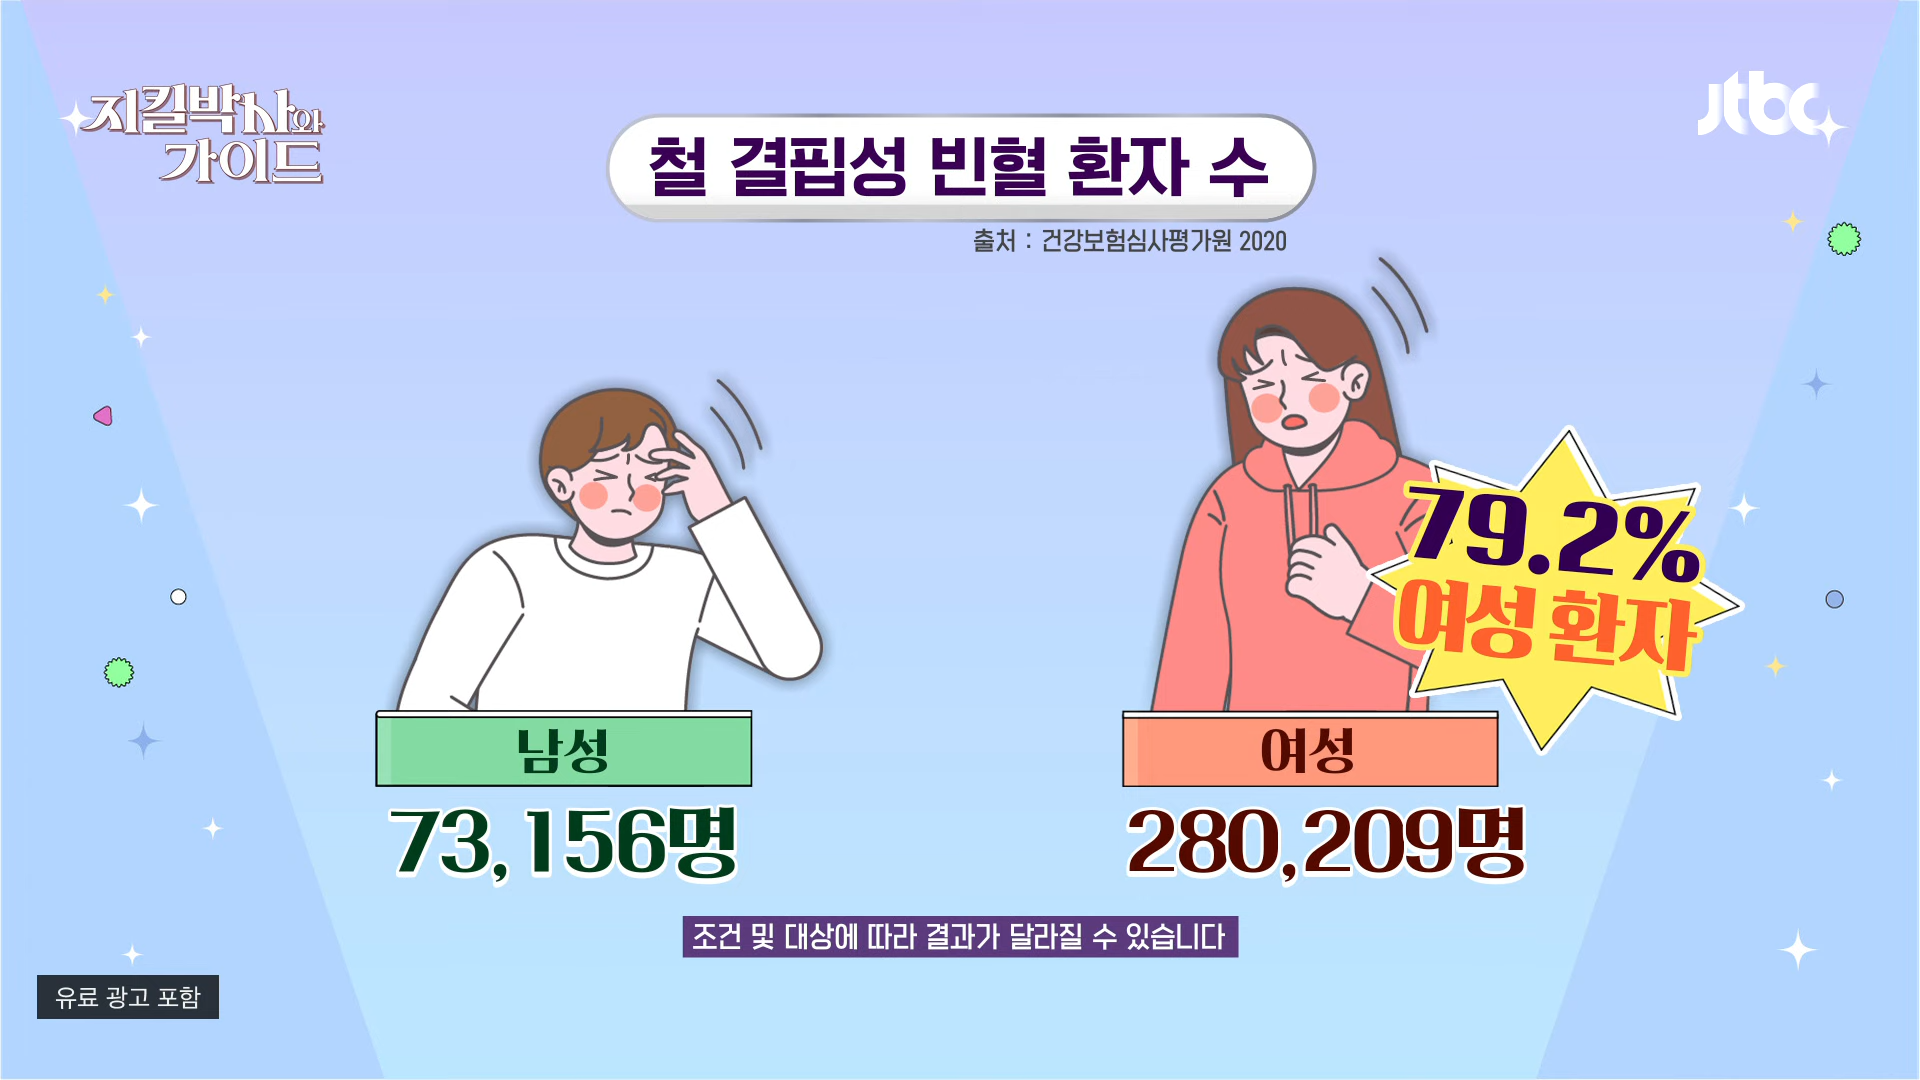 지킬박사와
가이드
jtbc
철 결핍성 빈혈 환자 수
출처 : 건강보험심사평가원 2020
79.2%
여성 환자
남성
여성
73,156명
280,209명
조건 및 대상에 따라 결과가 달라질 수 있습니다
유료 광고 포함